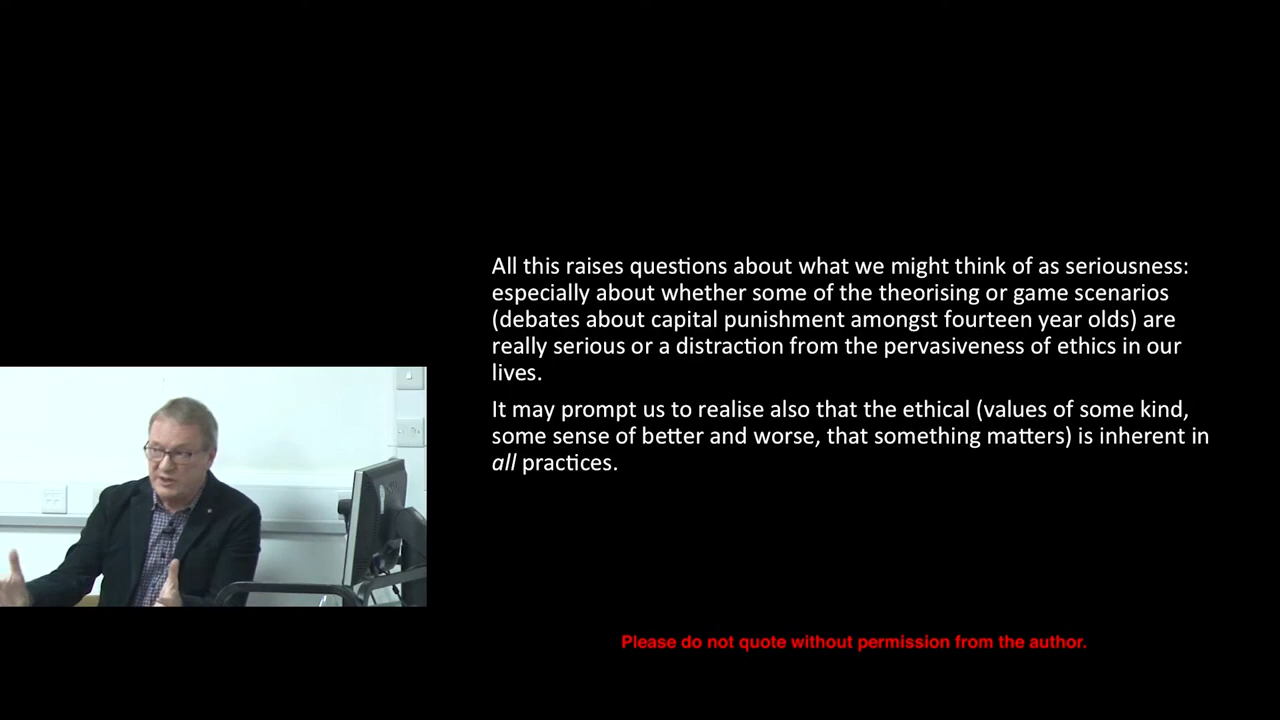 All this raises questions about what we might think of as seriousness:
especially about whether some of the theorising or game scenarios
(debates about capital punishment amongst fourteen year olds) are
really serious or a distraction from the pervasiveness of ethics in our
lives.
It may prompt us to realise also that the ethical (values of some kind,
some sense of better and worse, that something matters) is inherent in
all practices.
Please do not quote without permission from the author.